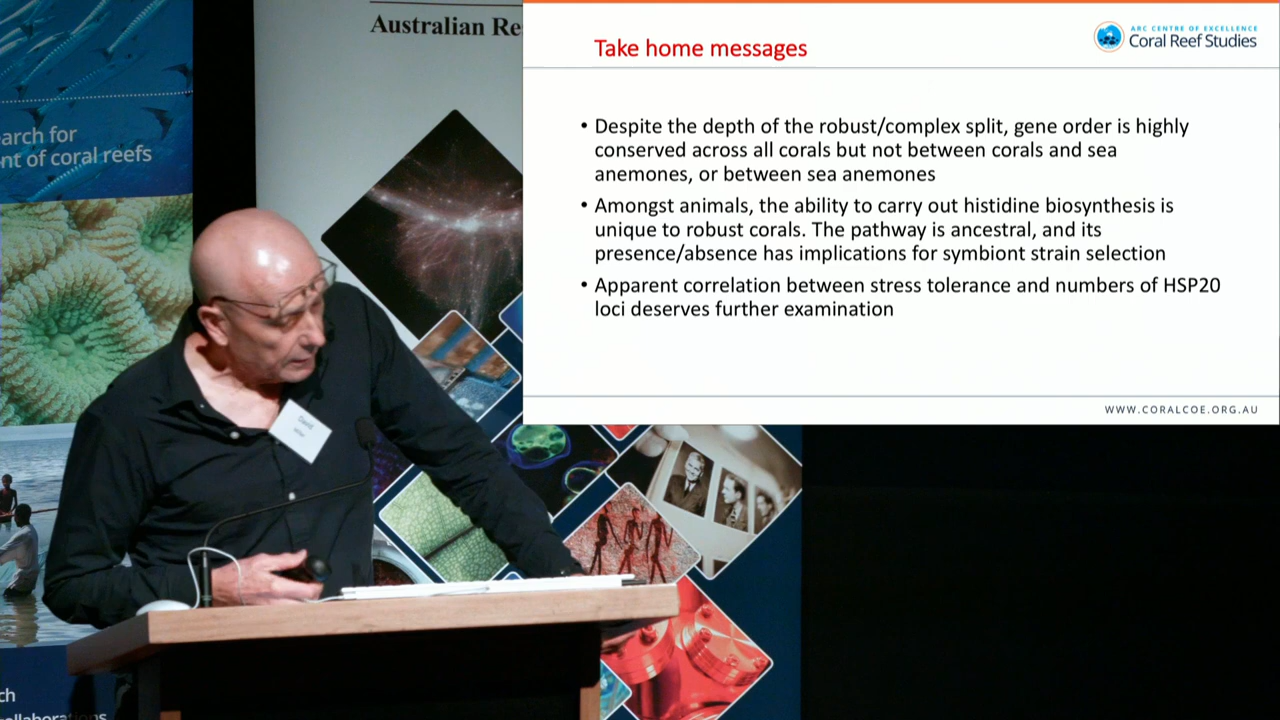 Australian Re
arch for
nt of coral reefs
ch
ollaborations
David
Take home messages
ARC CENTRE OF EXCELLENCE
Coral Reef Studies
• Despite the depth of the robust/complex split, gene order is highly
conserved across all corals but not between corals and sea
anemones, or between sea anemones
• Amongst animals, the ability to carry out histidine biosynthesis is
unique to robust corals. The pathway is ancestral, and its
presence/absence has implications for symbiont strain selection
• Apparent correlation between stress tolerance and numbers of HSP20
loci deserves further examination
WWW.CORALCOE.ORG.AU